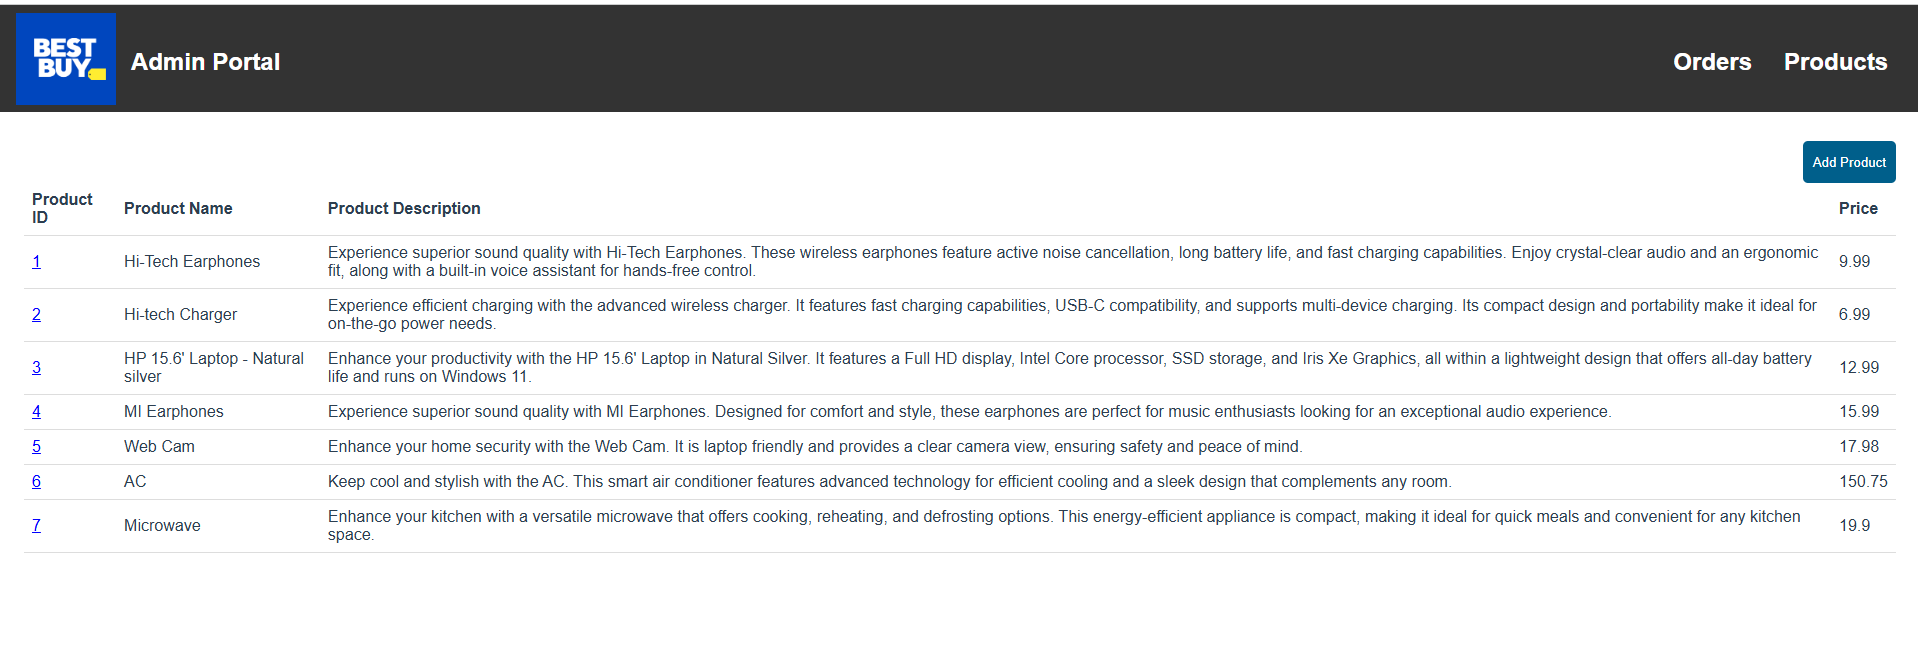 BEST
BUY
Admin Portal
Orders
Products
Add Product
Product
ID
Product Name
Product Description
Price
1
Hi-Tech Earphones
Experience superior sound quality with Hi-Tech Earphones. These wireless earphones feature active noise cancellation, long battery life, and fast charging capabilities. Enjoy crystal-clear audio and an ergonomic
fit, along with a built-in voice assistant for hands-free control.
9.99
2
Hi-tech Charger
Experience efficient charging with the advanced wireless charger. It features fast charging capabilities, USB-C compatibility, and supports multi-device charging. Its compact design and portability make it ideal for
on-the-go power needs.
6.99
3
HP 15.6' Laptop - Natural
silver
Enhance your productivity with the HP 15.6' Laptop in Natural Silver. It features a Full HD display, Intel Core processor, SSD storage, and Iris Xe Graphics, all within a lightweight design that offers all-day battery
life and runs on Windows 11.
12.99
4
MI Earphones
Experience superior sound quality with MI Earphones. Designed for comfort and style, these earphones are perfect for music enthusiasts looking for an exceptional audio experience.
15.99
5
Web Cam
Enhance your home security with the Web Cam. It is laptop friendly and provides a clear camera view, ensuring safety and peace of mind.
17.98
6
AC
Keep cool and stylish with the AC. This smart air conditioner features advanced technology for efficient cooling and a sleek design that complements any room.
150.75
7
Microwave
Enhance your kitchen with a versatile microwave that offers cooking, reheating, and defrosting options. This energy-efficient appliance is compact, making it ideal for quick meals and convenient for any kitchen
space.
19.9